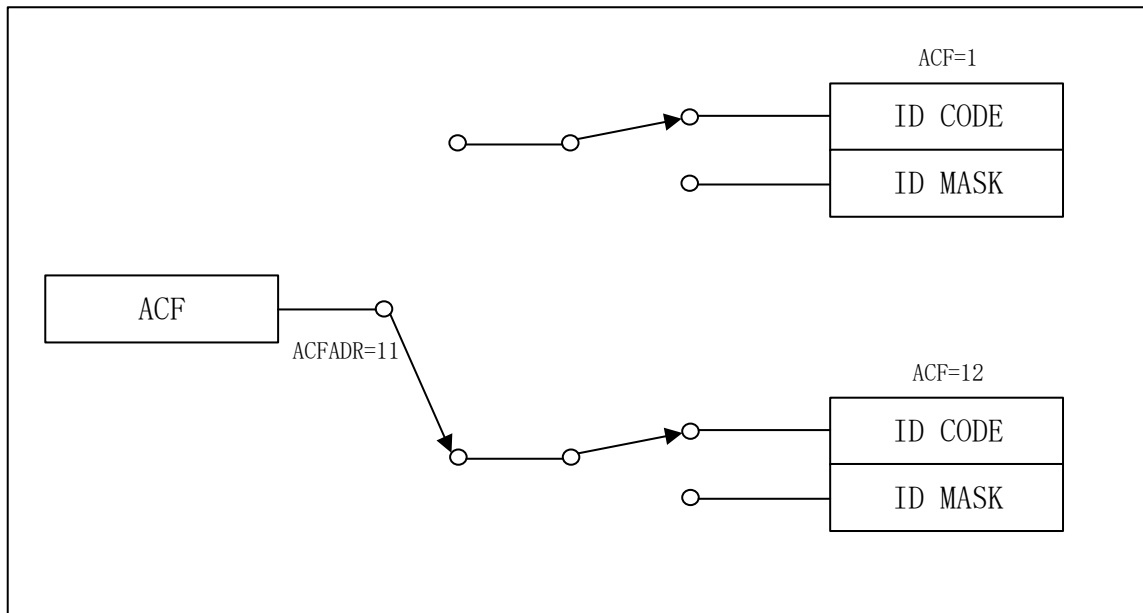 ACF=1
ID CODE
ID MASK
ACF
ACFADR=11
ACF=12
ID CODE
ID MASK